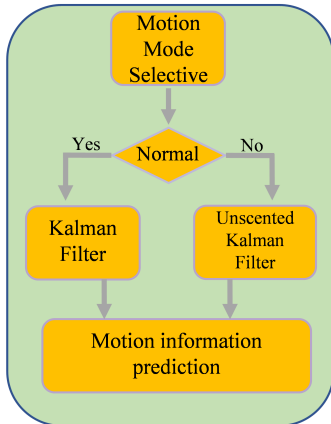 Motion
Mode
Selective
Normal
Yes
No
Kalman
Filter
Unscented
Kalman
Filter
Motion information
prediction